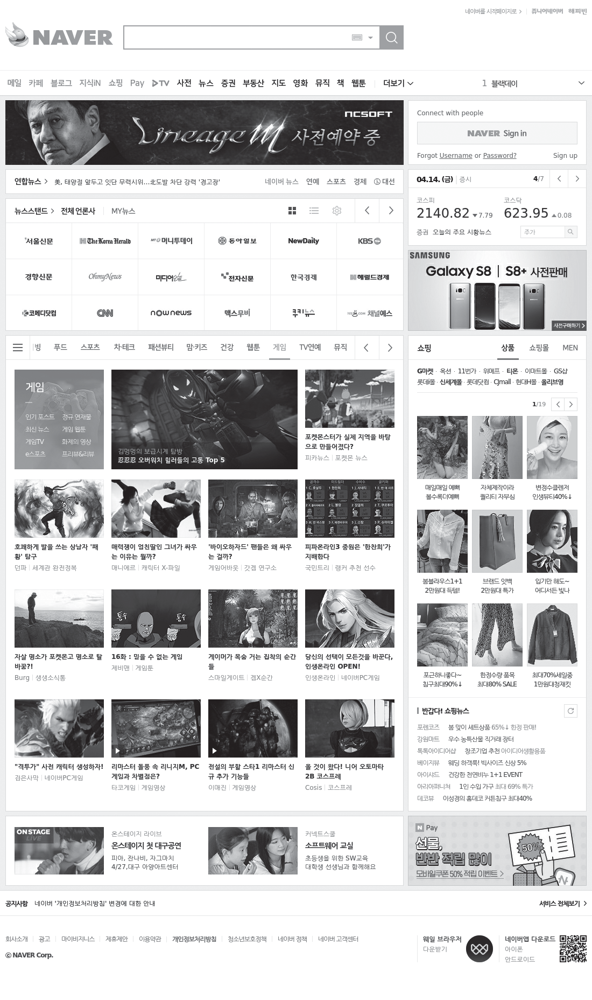 네이버를 시작페이지로
쥬니어네이버 해피빈
NAVER
메일 카페 블로그 지식iN 쇼핑 Pay TV 사전 뉴스 증권 부동산 지도 영화 뮤직 책 웹툰 더보기
1 블랙데이
NCSOFT
Lineage M 사전예약 중
Connect with people
NAVER Sign in
Forgot Username or Password? Sign up
연합뉴스 美, 태양절 앞두고 잇단 무력시위…北도발 차단 강력 '경고장'
네이버 뉴스 연예 스포츠 경제 대선
04.14. (금) 증시 4/7
뉴스스탠드 전체 언론사 MY뉴스
코스피 코스닥
2140.82 ▼7.79 623.95 ▲0.08
증권 오늘의 주요 시황뉴스 주가
서울신문 The Korea Herald MT 머니투데이 동아일보 NewDaily KBS
경향신문 OhmyNews 미디어오늘 전자신문 한국경제 헤럴드경제
코메디닷컴 CNN nownews 맥스무비 쿠키뉴스 YES24.COM 채널예스
SAMSUNG
Galaxy S8 | S8+ 사전판매
사전구매하기
빙 푸드 스포츠 차·테크 패션뷰티 맘·키즈 건강 웹툰 게임 TV연예 뮤직
쇼핑 상품 쇼핑몰 MEN
G마켓 · 옥션 · 11번가 · 위메프 · 티몬 · 이마트몰 · GS샵
롯데i몰 · 신세계몰 · 롯데닷컴 · CJmall · 현대H몰 · 올리브영
1/19
게임
인기 포스트 정규 연재물
최신 뉴스 게임 웹툰
게임TV 화제의 영상
e스포츠 프리뷰&리뷰
김멍멍의 보급시계 탐방
忍忍忍 오버워치 힐러들의 고통 Top 5
포켓몬스터가 실제 지역을 바탕
으로 만들어졌다?
피카뉴스 포켓몬 뉴스
호쾌하게 발을 쓰는 상남자 '패
황' 탐구
던파 세계관 완전정복
매력쟁이 엄친딸인 그녀가 싸우
는 이유는 뭘까?
매니에르 캐릭터 X-파일
'바이오하자드' 팬들은 왜 싸우
는 걸까?
게임어바웃 갓겜 연구소
공격수 미드필더 수비수 골키퍼
피파온라인3 중원은 '한찬희'가
지배한다
국민트리 랭커 추천 선수
자살 명소가 포켓몬고 명소로 탈
바꿈?!
Burg 생생소식통
통수 통수
16화 : 믿을 수 없는 게임
제비맨 게임툰
게이머가 목숨 거는 집착의 순간
들
스마일게이트 겜X순간
당신의 선택이 모든것을 바꾼다,
인생온라인 OPEN!
인생온라인 네이버PC게임
"격투가" 사전 캐릭터 생성하자!
검은사막 네이버PC게임
리마스터 돌풍 속 리니지M, PC
게임과 차별점은?
타코게임 게임영상
전설의 부활 스타1 리마스터 신
규 추가 기능들
이매진 게임영상
올 것이 왔다! 니어 오토마타
2B 코스프레
Cosis 코스프레
매일매일 예뻐
볼수록더예뻐
자체제작이라
퀄리티 자부심
변정수클렌저
인생뷰티40%↓
봄블라우스1+1
2만원대 득템!
브랜드 잇백
2만원대 특가
입기만 해도~
어디서든 빛나
포근하니좋다~
침구최대90%↓
한정수량 품목
최대80% SALE
최대70%세일중
1만원대청재킷
반갑다! 쇼핑뉴스
포렌코즈 봄 맞이 세트상품 65%↓ 한정 판매!
강원마트 우수 농특산물 직거래 장터
톡톡아이디어샵 창조기업 추천 아이디어생활용품
베이지뷰 웨딩 하객룩! 빅사이즈 신상 5%
아이샤드 건강한 천연비누 1+1 EVENT
아리아퍼니쳐 1인 수입 가구 최대 69% 특가
데코뷰 이성경의 홈데코 커튼침구 최대40%
ON STAGE
LIVE
온스테이지 라이브
온스테이지 첫 대구공연
피아, 잔나비, 자그마치
4/27,대구 아양아트센터
커넥트스쿨
소프트웨어 교실
초등생을 위한 SW교육
대학생 선생님과 함께해요
N Pay
선물,
반반 적립 많이
모바일쿠폰 50% 적립 이벤트
50%
공지사항 네이버 '개인정보처리방침' 변경에 대한 안내
서비스 전체보기
회사소개 광고 마이비지니스 제휴제안 이용약관 개인정보처리방침 청소년보호정책 네이버 정책 네이버 고객센터
ⓒ NAVER Corp.
웨일 브라우저
다운받기
네이버앱 다운로드
아이폰
안드로이드